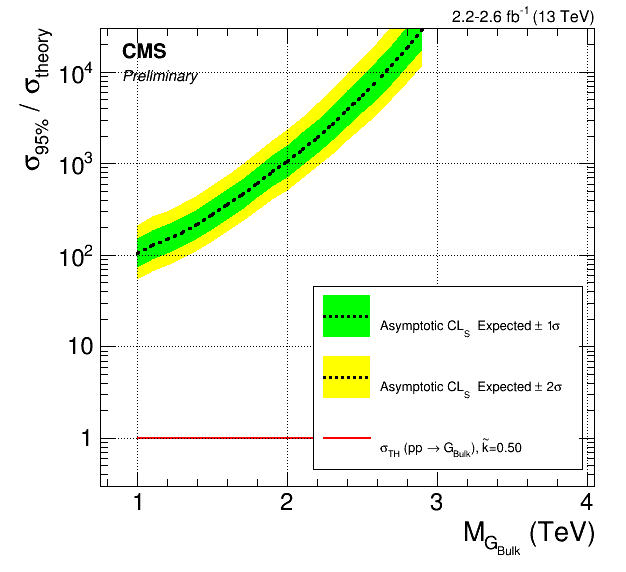 2.2-2.6 fb⁻¹ (13 TeV)
CMS
Preliminary
σ95% / σtheory
10⁴
10³
10²
10
1
Asymptotic CLS Expected ± 1σ
Asymptotic CLS Expected ± 2σ
σTH (pp → GBulk), k̃=0.50
1 2 3 4
MGBulk (TeV)